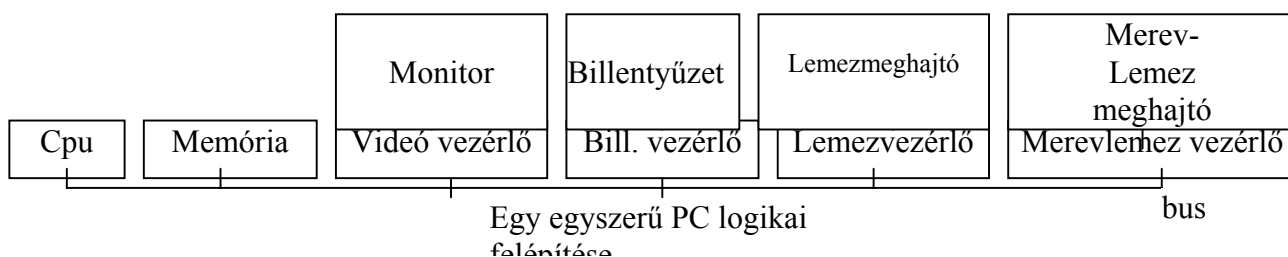 Monitor
Billentyűzet
Lemezmeghajtó
Merev-
Lemez
meghajtó
Cpu
Memória
Videó vezérlő
Bill. vezérlő
Lemezvezérlő
Merevlemez vezérlő
bus
Egy egyszerű PC logikai
felépítése